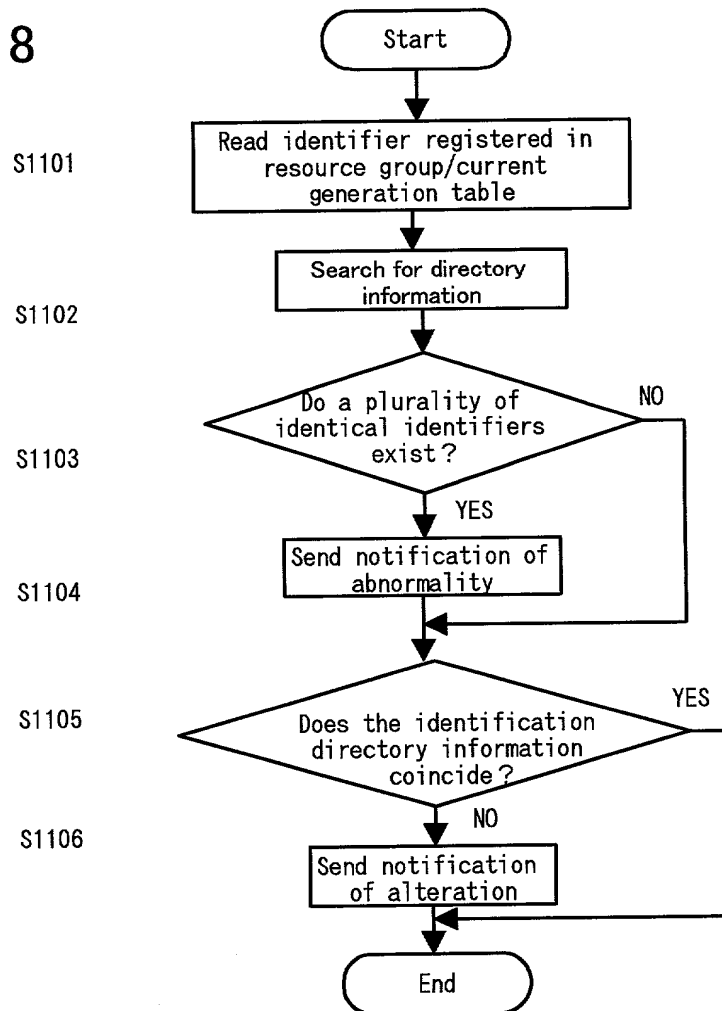 8
Start
S1101
Read identifier registered in
resource group/current
generation table
Search for directory
information
S1102
NO
Do a plurality of
identical identifiers
exist?
S1103
YES
Send notification of
abnormality
S1104
YES
S1105
Does the identification
directory information
coincide?
NO
S1106
Send notification
of alteration
End